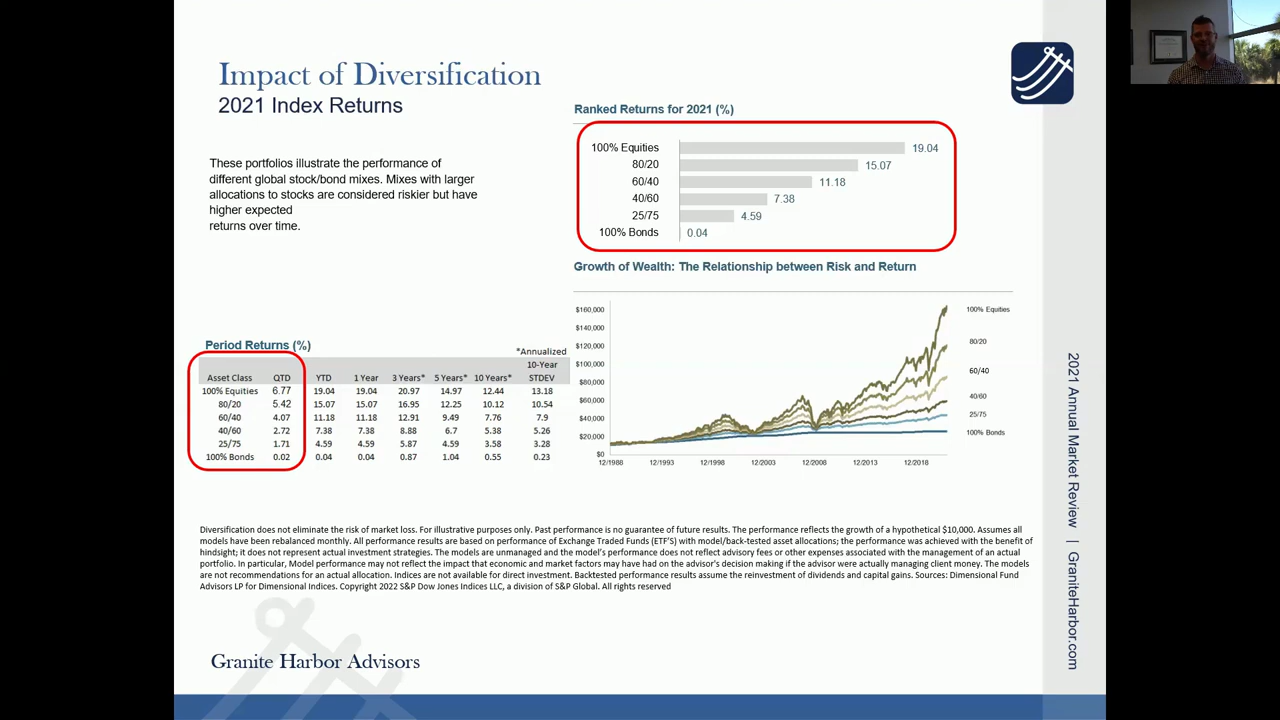 Impact of Diversification
2021 Index Returns
These portfolios illustrate the performance of
different global stock/bond mixes. Mixes with larger
allocations to stocks are considered riskier but have
higher expected
returns over time.
Ranked Returns for 2021 (%)
100% Equities 19.04
80/20 15.07
60/40 11.18
40/60 7.38
25/75 4.59
100% Bonds 0.04
Growth of Wealth: The Relationship between Risk and Return
$160,000
$140,000
$120,000
$100,000
$80,000
$60,000
$40,000
$20,000
$0
12/1988 12/1993 12/1998 12/2003 12/2008 12/2013 12/2018
100% Equities
80/20
60/40
40/60
25/75
100% Bonds
Period Returns (%)
*Annualized
10-Year
Asset Class QTD YTD 1 Year 3 Years* 5 Years* 10 Years* STDEV
100% Equities 6.77 19.04 19.04 20.97 14.97 12.44 13.18
80/20 5.42 15.07 15.07 16.95 12.25 10.12 10.54
60/40 4.07 11.18 11.18 12.91 9.49 7.76 7.9
40/60 2.72 7.38 7.38 8.88 6.7 5.38 5.26
25/75 1.71 4.59 4.59 5.87 4.59 3.58 3.28
100% Bonds 0.02 0.04 0.04 0.87 1.04 0.55 0.23
Diversification does not eliminate the risk of market loss. For illustrative purposes only. Past performance is no guarantee of future results. The performance reflects the growth of a hypothetical $10,000. Assumes all
models have been rebalanced monthly. All performance results are based on performance of Exchange Traded Funds (ETF'S) with model/back-tested asset allocations; the performance was achieved with the benefit of
hindsight; it does not represent actual investment strategies. The models are unmanaged and the model's performance does not reflect advisory fees or other expenses associated with the management of an actual
portfolio. In particular, Model performance may not reflect the impact that economic and market factors may have had on the advisor's decision making if the advisor were actually managing client money. The models
are not recommendations for an actual allocation. Indices are not available for direct investment. Backtested performance results assume the reinvestment of dividends and capital gains. Sources: Dimensional Fund
Advisors LP for Dimensional Indices. Copyright 2022 S&P Dow Jones Indices LLC, a division of S&P Global. All rights reserved
Granite Harbor Advisors
2021 Annual Market Review | GraniteHarbor.com